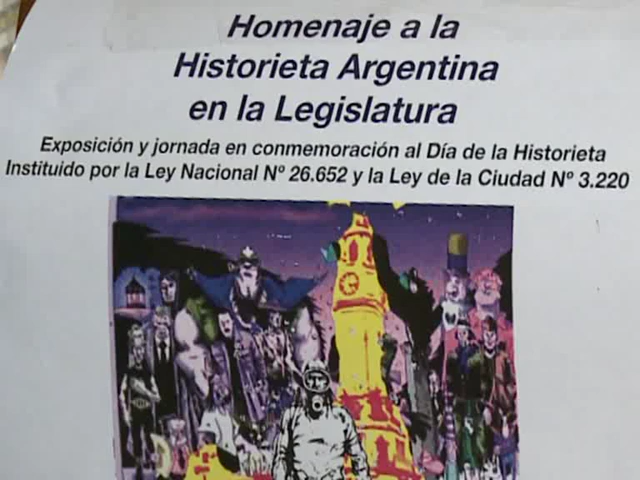 Homenaje a la
Historieta Argentina
en la Legislatura
Exposición y jornada en conmemoración al Día de la Historieta
Instituido por la Ley Nacional Nº 26.652 y la Ley de la Ciudad Nº 3.220